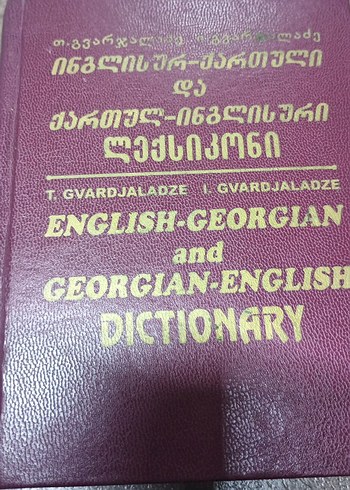 თ. გვარჯალაძე ი. გვარჯალაძე
ინგლისურ-ქართული
და
ქართულ-ინგლისური
ლექსიკონი
T. GVARDJALADZE I. GVARDJALADZE
ENGLISH-GEORGIAN
and
GEORGIAN-ENGLISH
DICTIONARY